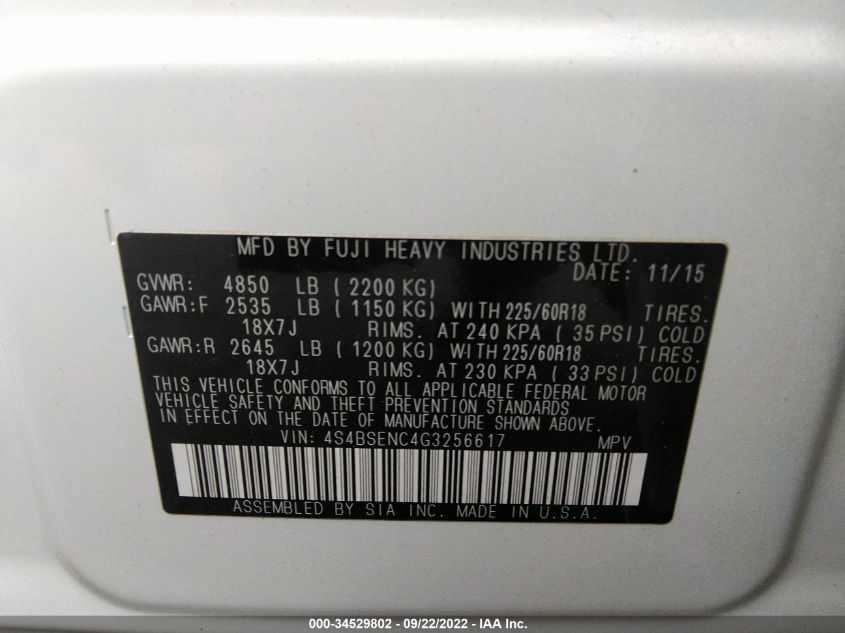 MFD BY FUJI HEAVY INDUSTRIES LTD.
DATE: 11/15
GVWR: 4850 LB ( 2200 KG)
GAWR:F 2535 LB ( 1150 KG) WITH 225/60R18 TIRES.
18X7J RIMS. AT 240 KPA ( 35 PSI) COLD
GAWR:R 2645 LB ( 1200 KG) WITH 225/60R18 TIRES.
18X7J RIMS. AT 230 KPA ( 33 PSI) COLD
THIS VEHICLE CONFORMS TO ALL APPLICABLE FEDERAL MOTOR
VEHICLE SAFETY AND THEFT PREVENTION STANDARDS
IN EFFECT ON THE DATE OF MANUFACTURE SHOWN ABOVE.
VIN: 4S4BSENC4G3256617 MPV
ASSEMBLED BY SIA INC. MADE IN U.S.A.
000-34529802 - 09/22/2022 - IAA Inc.